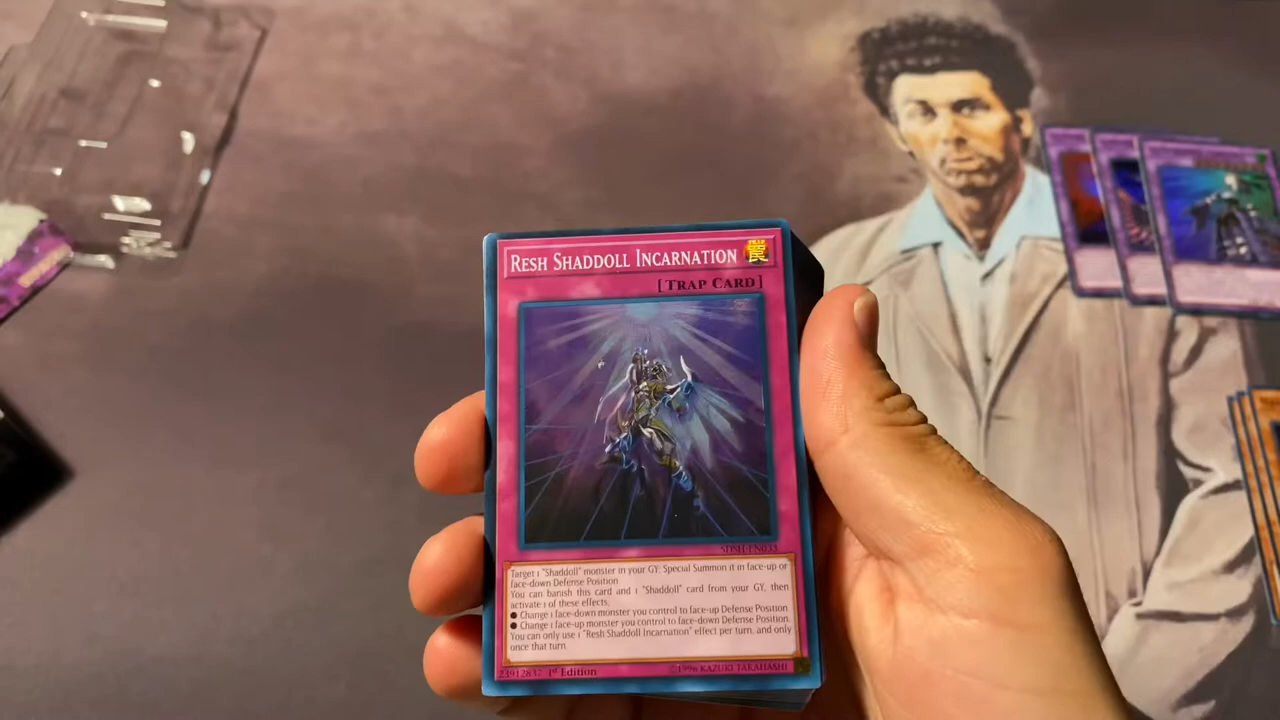 RESH SHADDOLL INCARNATION
[TRAP CARD]
SDSH-EN033
Target 1 "Shaddoll" monster in your GY; Special Summon it in face-up or
face-down Defense Position.
You can banish this card and 1 "Shaddoll" card from your GY, then
activate 1 of these effects;
● Change 1 face-down monster you control to face-up Defense Position.
● Change 1 face-up monster you control to face-down Defense Position.
You can only use 1 "Resh Shaddoll Incarnation" effect per turn, and only
once that turn.
23912837 1st Edition
©1996 KAZUKI TAKAHASHI